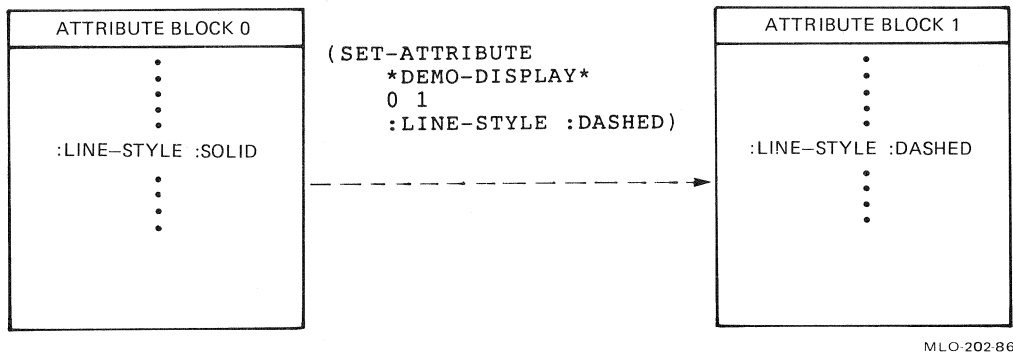 ATTRIBUTE BLOCK 0
:LINE–STYLE :SOLID
(SET-ATTRIBUTE
*DEMO-DISPLAY*
0 1
:LINE-STYLE :DASHED)
ATTRIBUTE BLOCK 1
:LINE–STYLE :DASHED
MLO-202-86